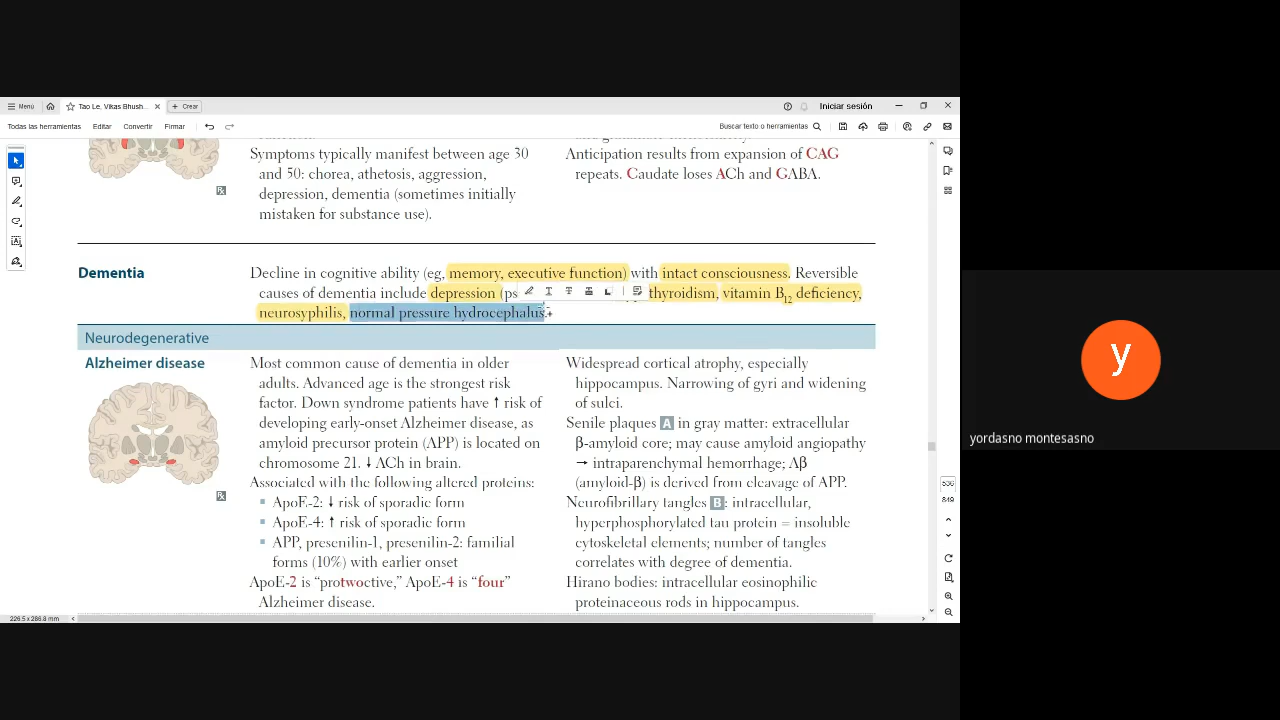 Menú
Tao Le, Vikas Bhush...
Crear
Iniciar sesión
Todas las herramientas
Editar
Convertir
Firmar
Buscar texto o herramientas
Symptoms typically manifest between age 30
and 50: chorea, athetosis, aggression,
depression, dementia (sometimes initially
mistaken for substance use).
Anticipation results from expansion of CAG
repeats. Caudate loses ACh and GABA.
Dementia
Decline in cognitive ability (eg, memory, executive function) with intact consciousness. Reversible
causes of dementia include depression (ps thyroidism, vitamin B12 deficiency,
neurosyphilis, normal pressure hydrocephalus.
Neurodegenerative
Alzheimer disease
Most common cause of dementia in older
adults. Advanced age is the strongest risk
factor. Down syndrome patients have ↑ risk of
developing early-onset Alzheimer disease, as
amyloid precursor protein (APP) is located on
chromosome 21. ↓ ACh in brain.
Associated with the following altered proteins:
▪ ApoE-2: ↓ risk of sporadic form
▪ ApoE-4: ↑ risk of sporadic form
▪ APP, presenilin-1, presenilin-2: familial
forms (10%) with earlier onset
ApoE-2 is “protwoctive,” ApoE-4 is “four”
Alzheimer disease.
Widespread cortical atrophy, especially
hippocampus. Narrowing of gyri and widening
of sulci.
Senile plaques A in gray matter: extracellular
β-amyloid core; may cause amyloid angiopathy
→ intraparenchymal hemorrhage; Aβ
(amyloid-β) is derived from cleavage of APP.
Neurofibrillary tangles B: intracellular,
hyperphosphorylated tau protein = insoluble
cytoskeletal elements; number of tangles
correlates with degree of dementia.
Hirano bodies: intracellular eosinophilic
proteinaceous rods in hippocampus.
536
849
226.5 x 286.8 mm
y
yordasno montesasno